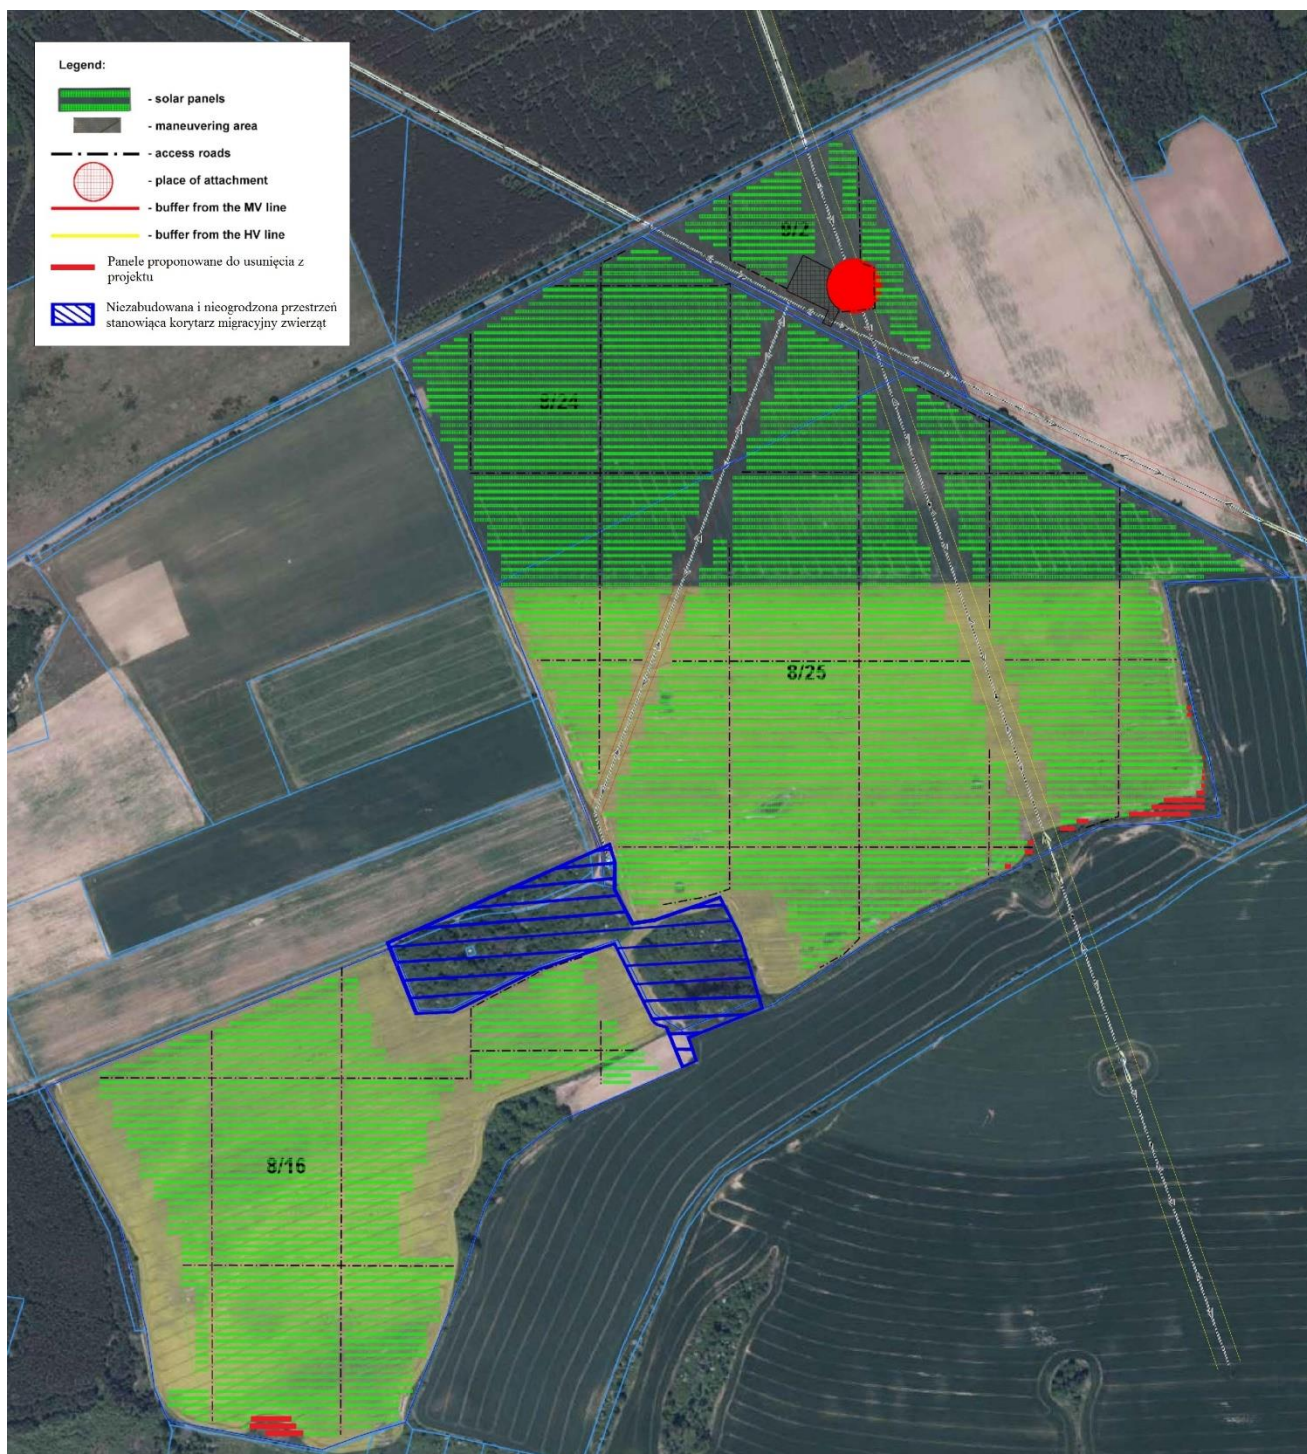 Legend:
- solar panels
- maneuvering area
- access roads
- place of attachment
- buffer from the MV line
- buffer from the HV line
Panele proponowane do usunięcia z
projektu
Niezabudowana i nieogrodzona przestrzeń
stanowiąca korytarz migracyjny zwierząt
9/2
8/24
8/25
8/16